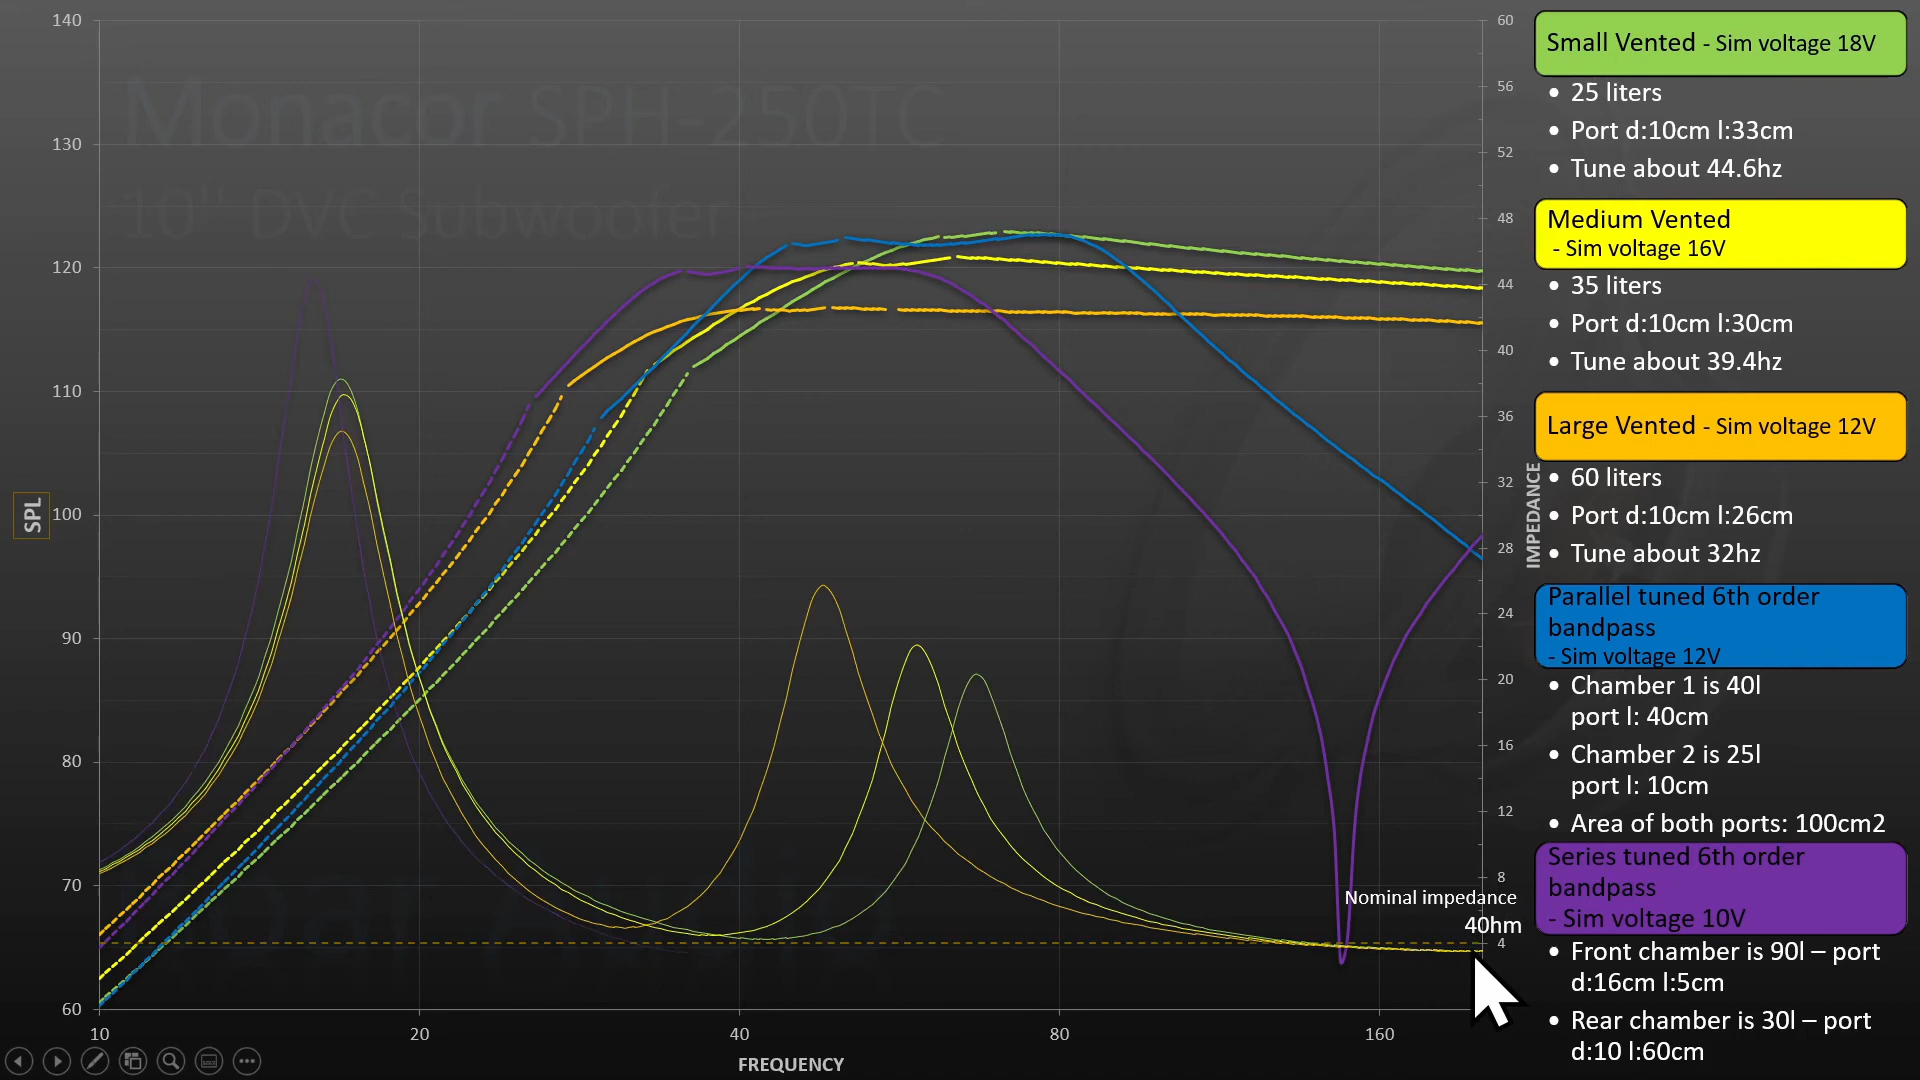 Monacor SPH-250TC
10" DVC Subwoofer
140
130
120
110
100
90
80
70
60
SPL
10
20
40
80
160
FREQUENCY
60
56
52
48
44
40
36
32
28
24
20
16
12
8
4
IMPEDANCE
Nominal impedance
4ohm
Small Vented - Sim voltage 18V
• 25 liters
• Port d:10cm l:33cm
• Tune about 44.6hz
Medium Vented
- Sim voltage 16V
• 35 liters
• Port d:10cm l:30cm
• Tune about 39.4hz
Large Vented - Sim voltage 12V
• 60 liters
• Port d:10cm l:26cm
• Tune about 32hz
Parallel tuned 6th order
bandpass
- Sim voltage 12V
• Chamber 1 is 40l
port l: 40cm
• Chamber 2 is 25l
port l: 10cm
• Area of both ports: 100cm2
Series tuned 6th order
bandpass
- Sim voltage 10V
• Front chamber is 90l – port
d:16cm l:5cm
• Rear chamber is 30l – port
d:10 l:60cm